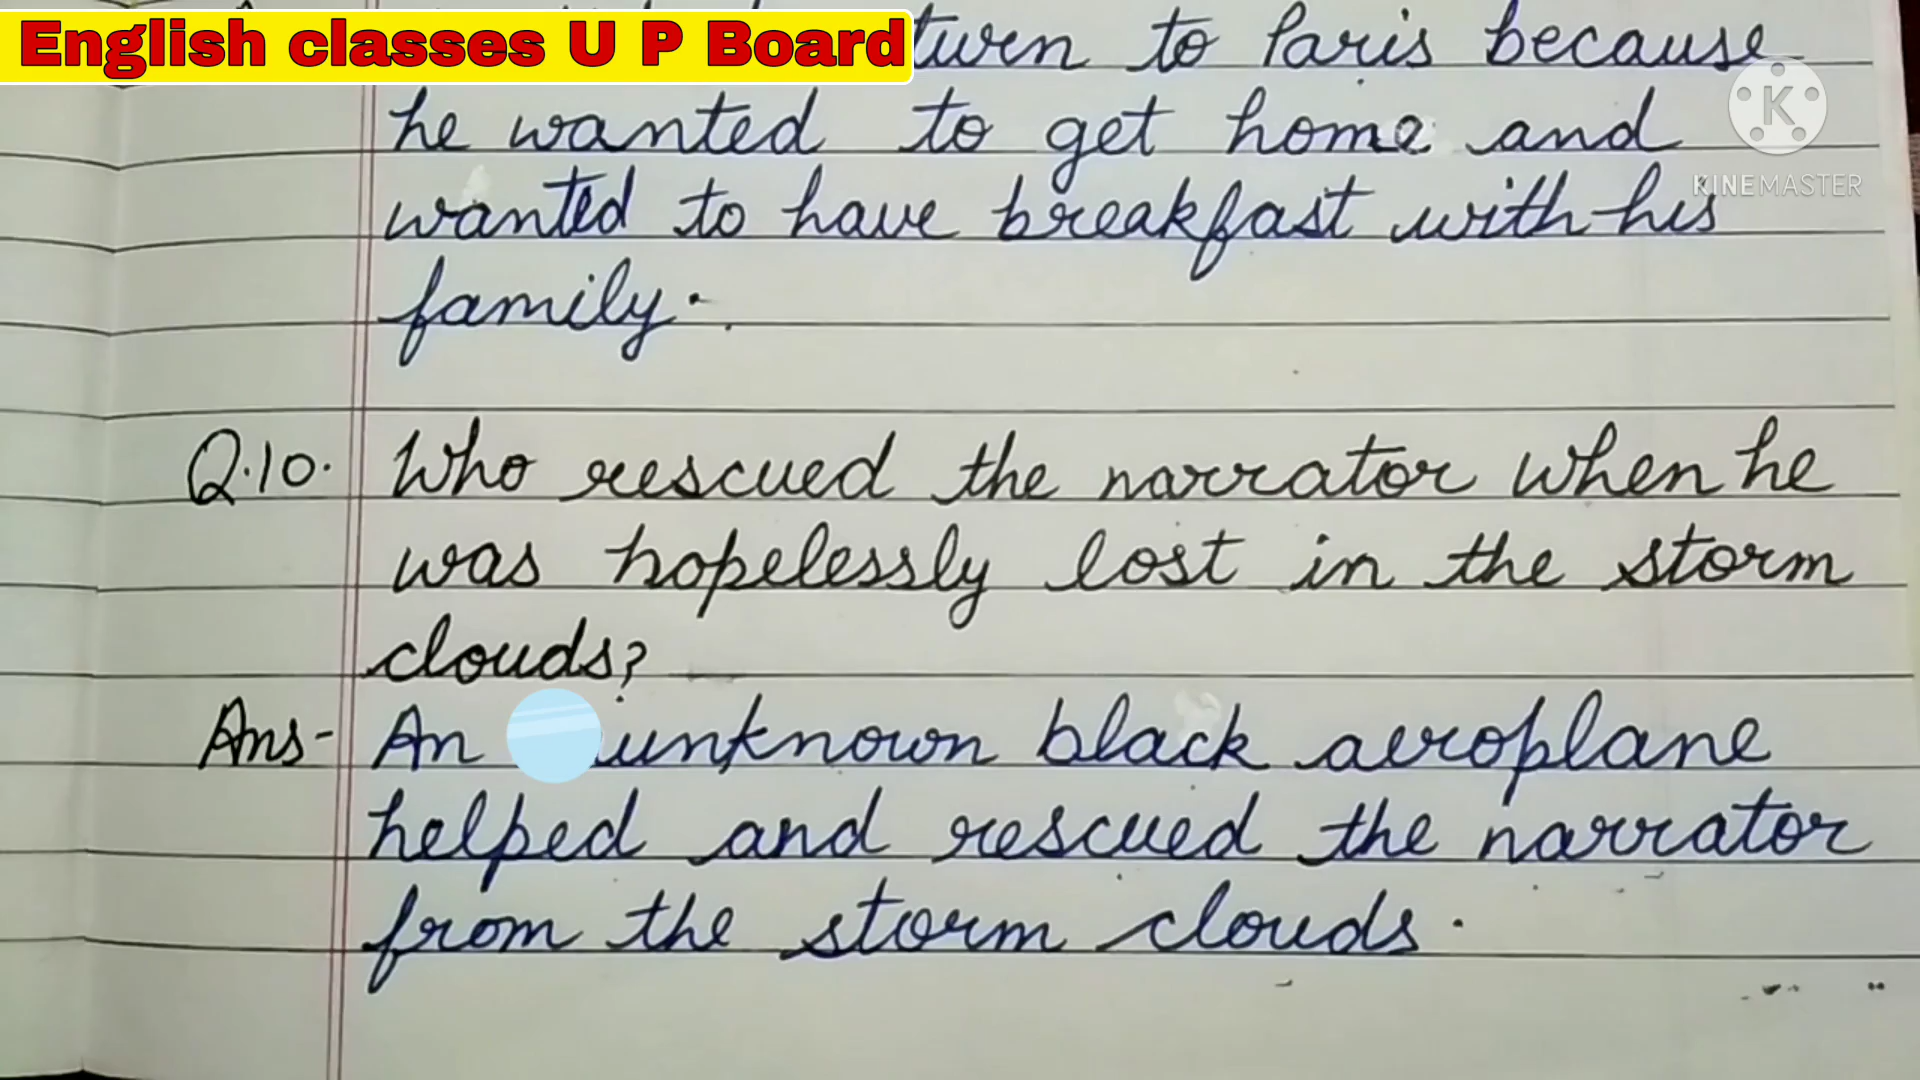 English classes U P Board
to Paris because
he wanted to get home and
wanted to have breakfast with his
family.
KINEMASTER
Q.10. Who rescued the narrator when he
was hopelessly lost in the storm
clouds?
Ans- An unknown black aeroplane
helped and rescued the narrator
from the storm clouds.